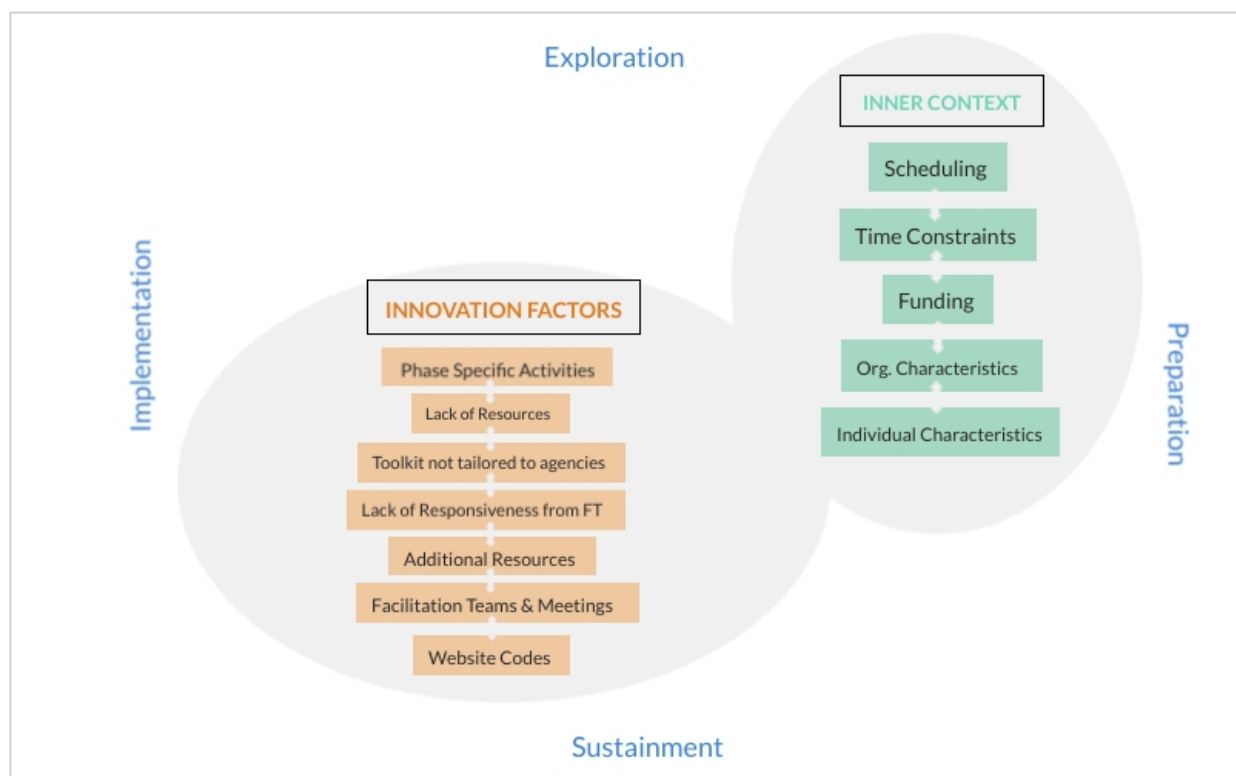 Exploration
INNER CONTEXT
Scheduling
Time Constraints
Funding
Org. Characteristics
Individual Characteristics
Implementation
INNOVATION FACTORS
Phase Specific Activities
Lack of Resources
Toolkit not tailored to agencies
Lack of Responsiveness from FT
Additional Resources
Facilitation Teams & Meetings
Website Codes
Preparation
Sustainment